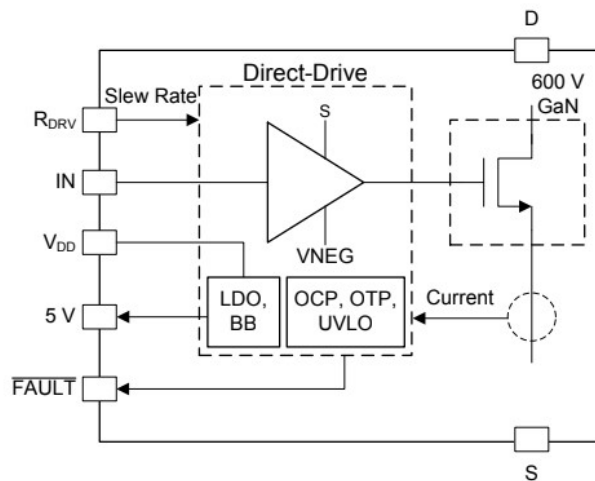 D
Direct-Drive
600 V
GaN
Slew Rate
RDRV
S
IN
VDD
VNEG
LDO,
BB
OCP, OTP,
UVLO
Current
5 V
FAULT
S